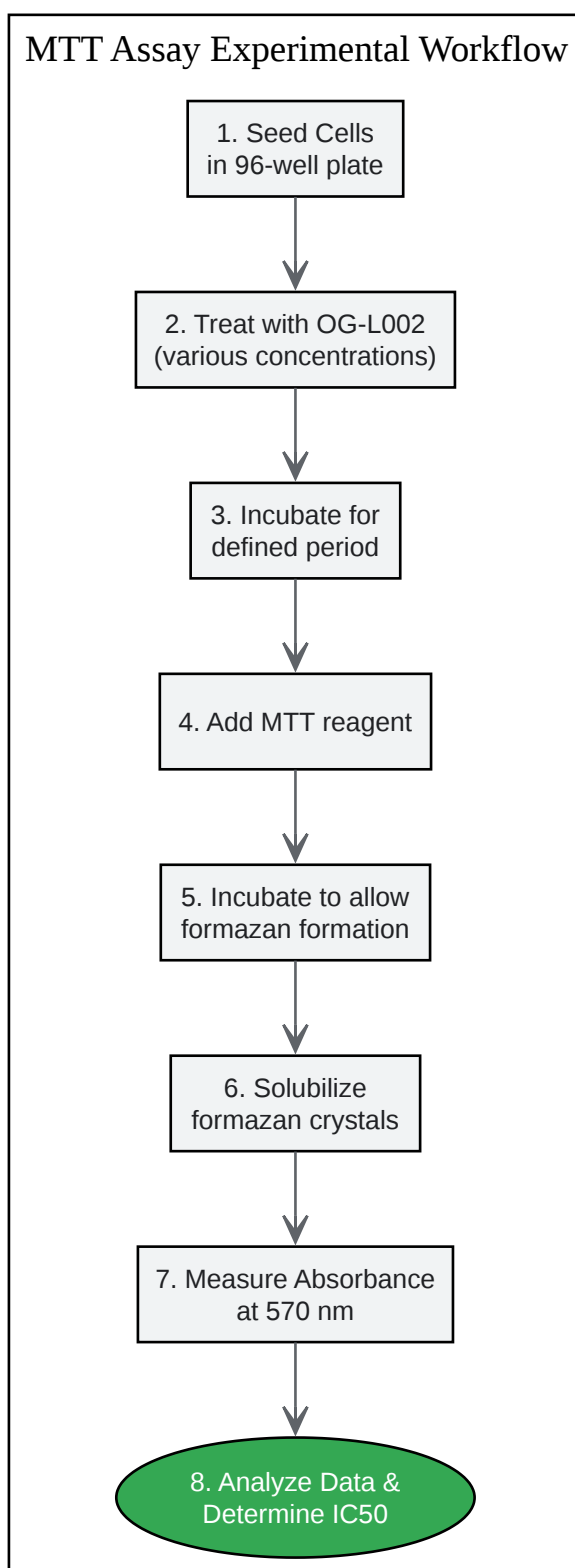 MTT Assay Experimental Workflow
1. Seed Cells
in 96-well plate
2. Treat with OG-L002
(various concentrations)
3. Incubate for
defined period
4. Add MTT reagent
5. Incubate to allow
formazan formation
6. Solubilize
formazan crystals
7. Measure Absorbance
at 570 nm
8. Analyze Data &
Determine IC50